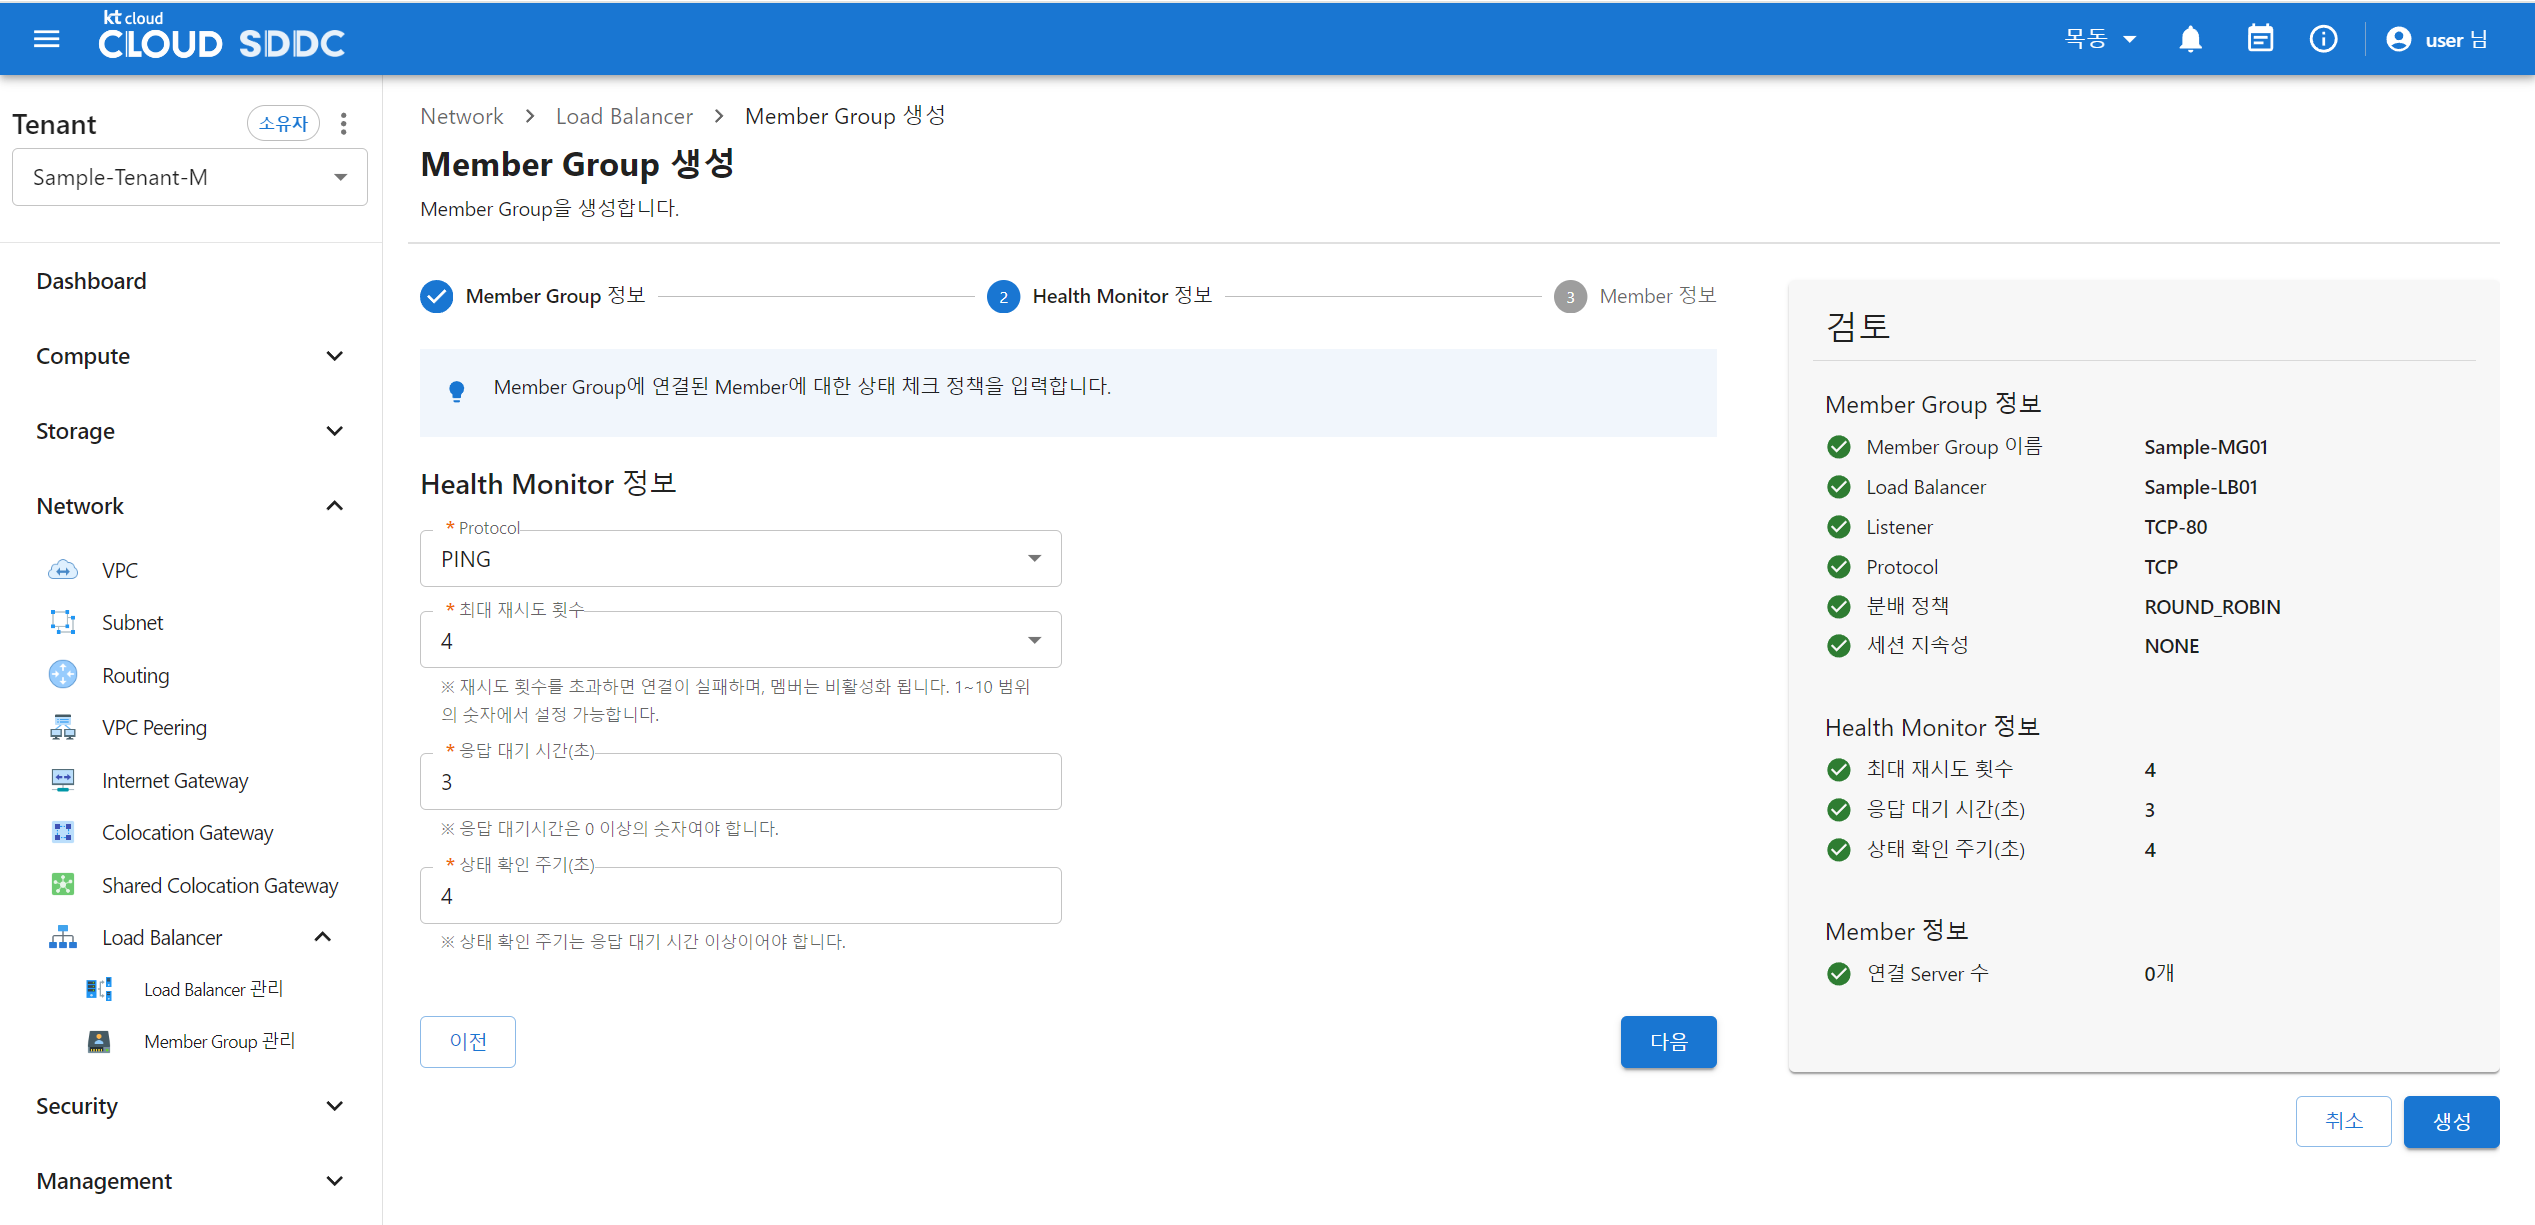 kt cloud
CLOUD SDDC
목동
user 님
Tenant
소유자
Sample-Tenant-M
Dashboard
Compute
Storage
Network
VPC
Subnet
Routing
VPC Peering
Internet Gateway
Colocation Gateway
Shared Colocation Gateway
Load Balancer
Load Balancer 관리
Member Group 관리
Security
Management
Network > Load Balancer > Member Group 생성
Member Group 생성
Member Group을 생성합니다.
Member Group 정보
2 Health Monitor 정보
3 Member 정보
Member Group에 연결된 Member에 대한 상태 체크 정책을 입력합니다.
Health Monitor 정보
* Protocol
PING
* 최대 재시도 횟수
4
※ 재시도 횟수를 초과하면 연결이 실패하며, 멤버는 비활성화 됩니다. 1~10 범위
의 숫자에서 설정 가능합니다.
* 응답 대기 시간(초)
3
※ 응답 대기시간은 0 이상의 숫자여야 합니다.
* 상태 확인 주기(초)
4
※ 상태 확인 주기는 응답 대기 시간 이상이어야 합니다.
이전
다음
검토
Member Group 정보
Member Group 이름 Sample-MG01
Load Balancer Sample-LB01
Listener TCP-80
Protocol TCP
분배 정책 ROUND_ROBIN
세션 지속성 NONE
Health Monitor 정보
최대 재시도 횟수 4
응답 대기 시간(초) 3
상태 확인 주기(초) 4
Member 정보
연결 Server 수 0개
취소
생성